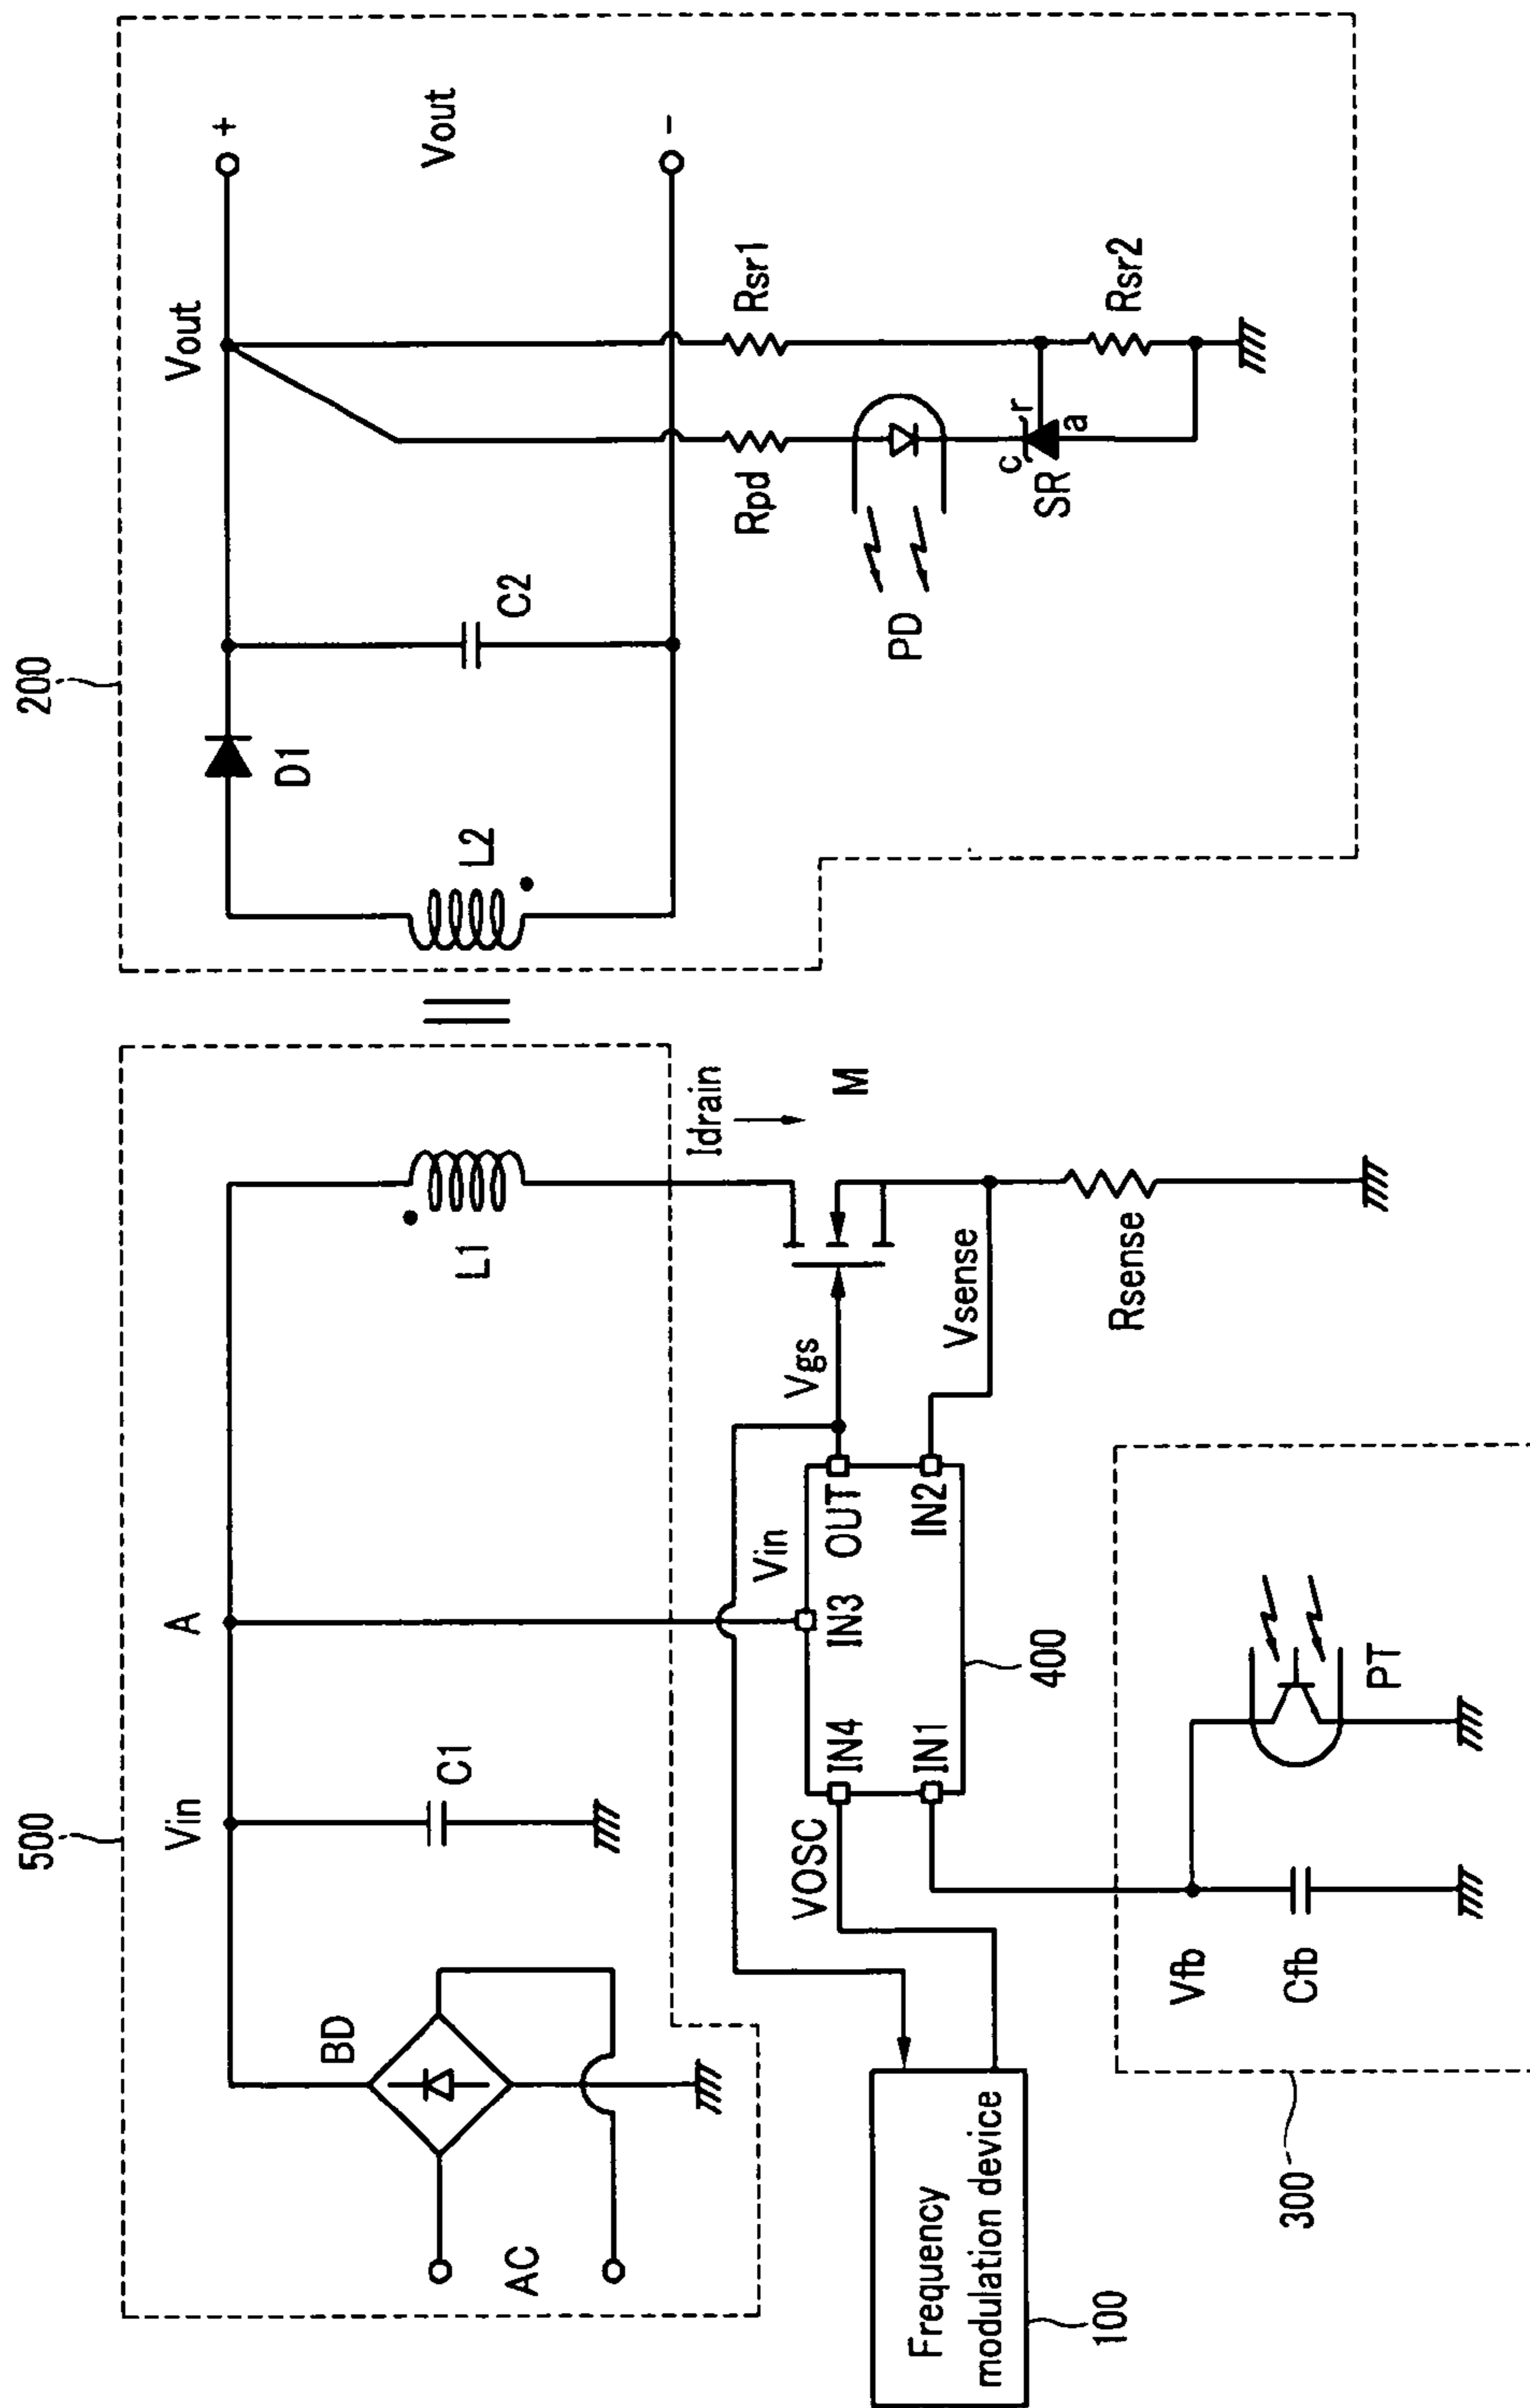 500
200
Vin
A
Vout
+
BD
C1
L1
L2
D1
C2
Vout
-
AC
Idrain
M
Vin
Vgs
Rpd
Rsr1
VOSC
IN4
IN3
OUT
IN1
IN2
Vsense
PD
c
r
a
SR
Rsr2
Frequency
modulation device
400
Rsense
100
Vfb
Cfb
PT
300